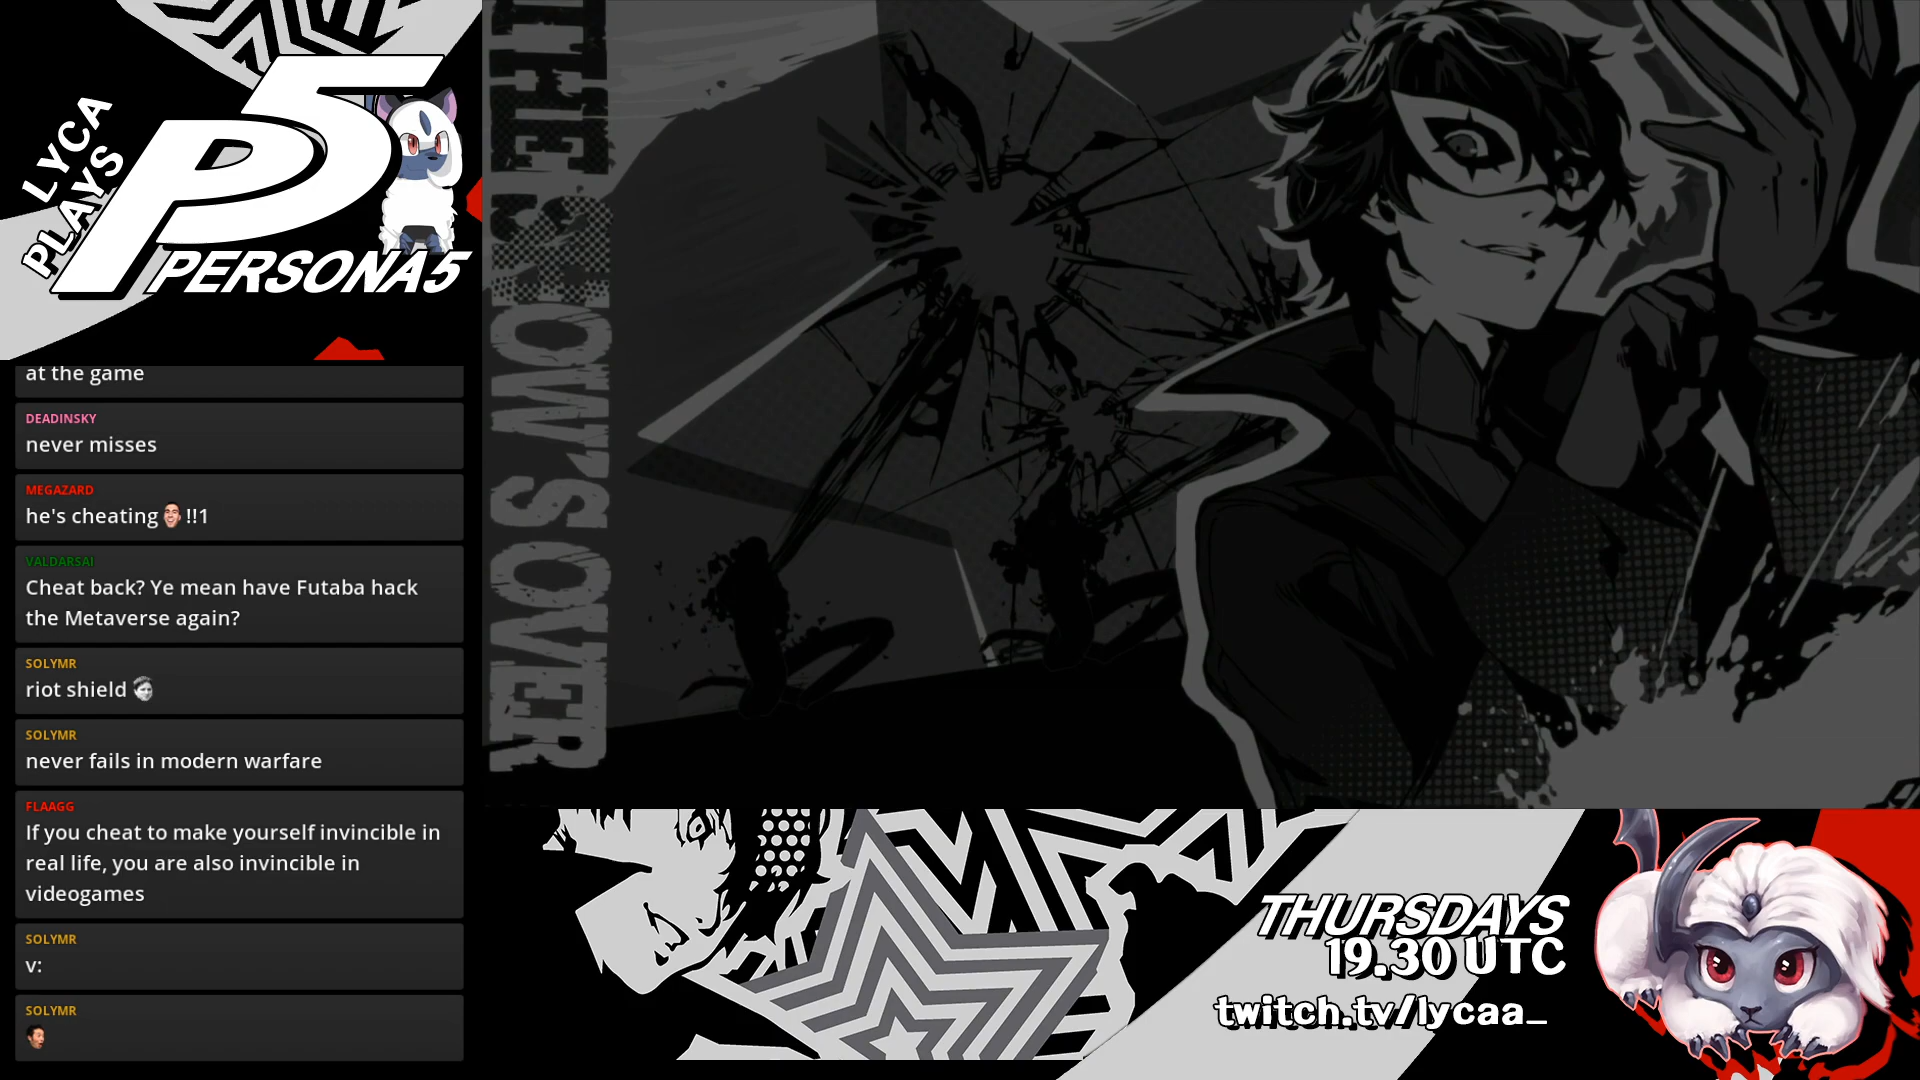 LYCA
PLAYS
P5
PERSONA5
THE SHOW'S OVER
at the game
DEADINSKY
never misses
MEGAZARD
he's cheating !!1
VALDARSAI
Cheat back? Ye mean have Futaba hack
the Metaverse again?
SOLYMR
riot shield
SOLYMR
never fails in modern warfare
FLAAGG
If you cheat to make yourself invincible in
real life, you are also invincible in
videogames
SOLYMR
v:
SOLYMR
THURSDAYS
19.30 UTC
twitch.tv/lycaa_